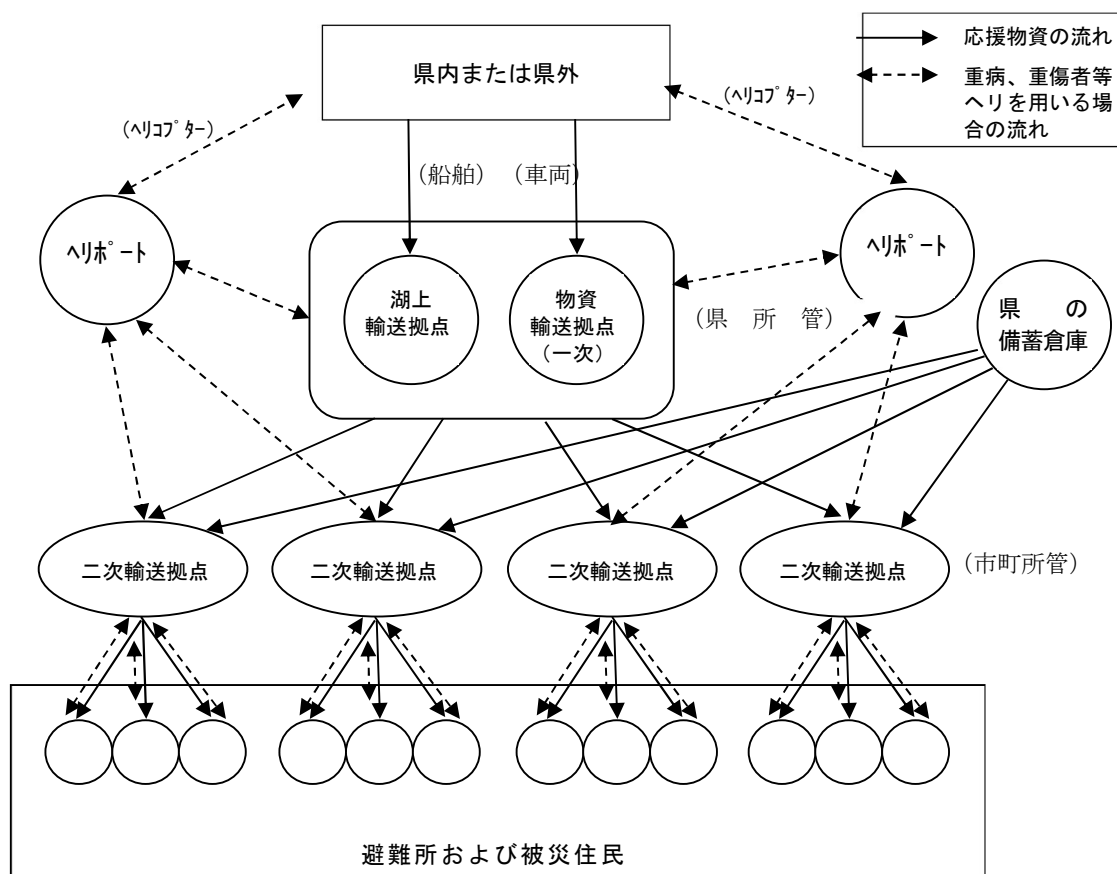 応援物資の流れ
重病、重傷者等
ヘリを用いる場
合の流れ
県内または県外
(ﾍﾘｺﾌﾟﾀｰ)
(ﾍﾘｺﾌﾟﾀｰ)
(船舶) (車両)
ﾍﾘﾎﾟｰﾄ
ﾍﾘﾎﾟｰﾄ
湖上
輸送拠点
物資
輸送拠点
(一次)
(県 所 管)
県 の
備蓄倉庫
二次輸送拠点
二次輸送拠点
二次輸送拠点
二次輸送拠点
(市町所管)
避難所および被災住民